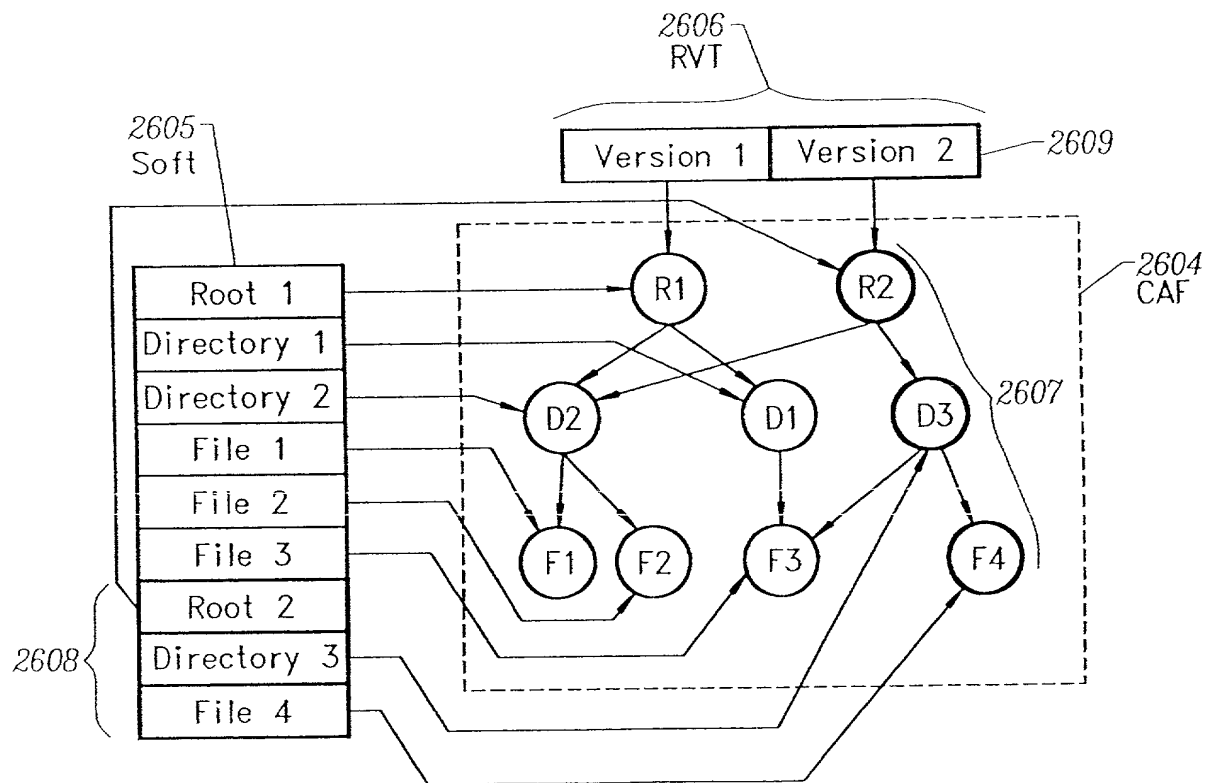 2606
RVT
2605
Soft
Version 1
Version 2
2609
2604
CAF
Root 1
R1
R2
Directory 1
Directory 2
D2
D1
D3
2607
File 1
File 2
File 3
F1
F2
F3
F4
Root 2
2608
Directory 3
File 4